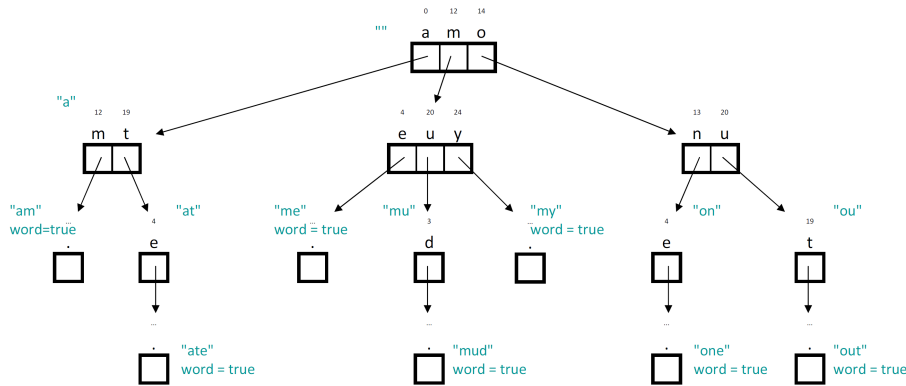 0 12 14
"" a m o
"a"
12 19
m t
4 20 24
e u y
13 20
n u
"am"
word=true
...
.
"at"
4
e
"me"
...
word = true
.
"mu"
3
d
"my"
...
word = true
.
"on"
4
e
"ou"
19
t
...
.
"ate"
word = true
...
.
"mud"
word = true
...
.
"one"
word = true
...
.
"out"
word = true